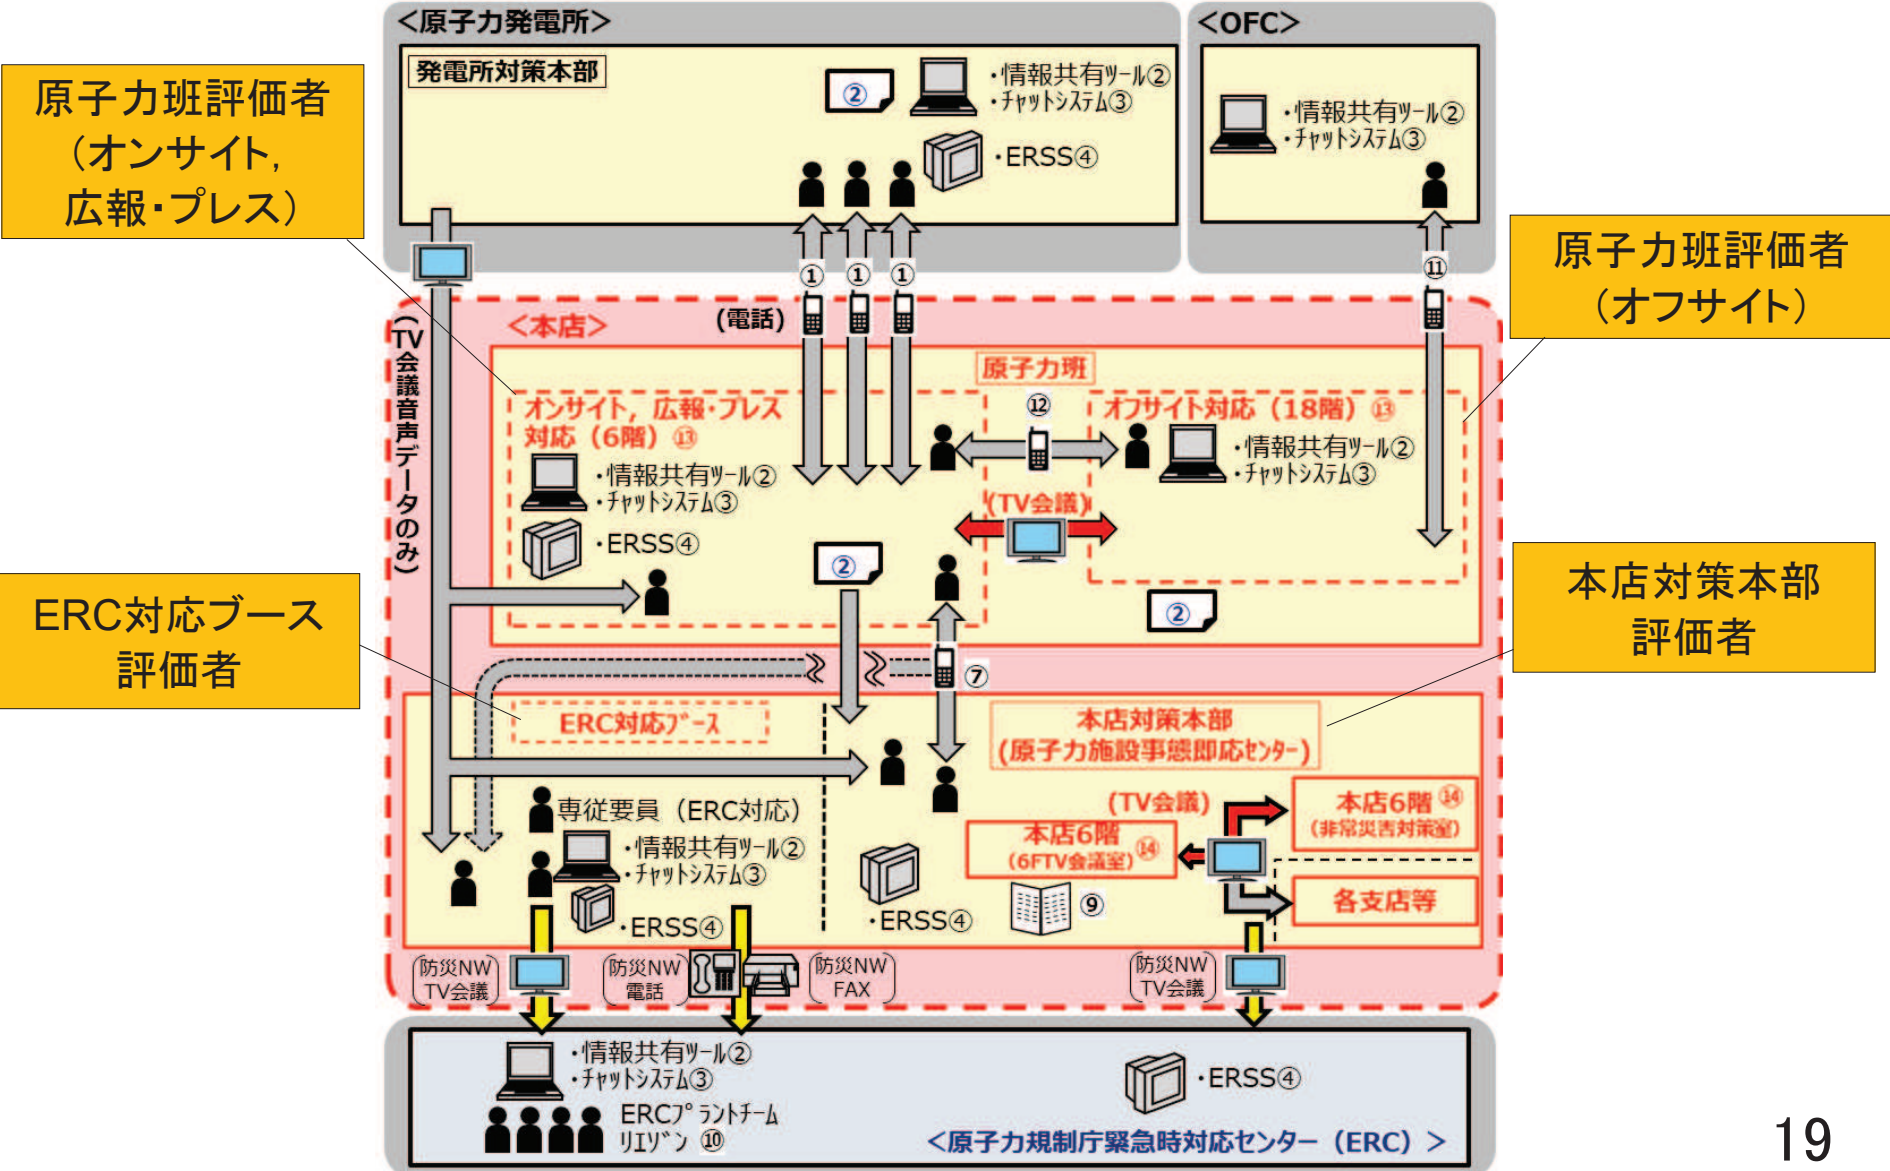 ＜原子力発電所＞
発電所対策本部
②
・情報共有ﾂｰﾙ②
・ﾁｬｯﾄｼｽﾃﾑ③
・ERSS④
＜OFC＞
・情報共有ﾂｰﾙ②
・ﾁｬｯﾄｼｽﾃﾑ③
原子力班評価者
（オンサイト，
広報・プレス）
原子力班評価者
（オフサイト）
① ① ①
⑪
(電話)
(TV会議音声データのみ)
＜本店＞
原子力班
オンサイト，広報・プレス
対応（6階）⑬
・情報共有ﾂｰﾙ②
・ﾁｬｯﾄｼｽﾃﾑ③
・ERSS④
②
⑫
(TV会議)
オフサイト対応（18階）⑬
・情報共有ﾂｰﾙ②
・ﾁｬｯﾄｼｽﾃﾑ③
②
⑦
ERC対応ブース
評価者
本店対策本部
評価者
ERC対応ﾌﾞｰｽ
専従要員（ERC対応）
・情報共有ﾂｰﾙ②
・ﾁｬｯﾄｼｽﾃﾑ③
・ERSS④
本店対策本部
(原子力施設事態即応ｾﾝﾀｰ)
・ERSS④
⑨
(TV会議)
本店6階
（6FTV会議室）⑭
本店6階⑭
（非常災害対策室）
各支店等
防災NW
TV会議
防災NW
電話
防災NW
FAX
防災NW
TV会議
・情報共有ﾂｰﾙ②
・ﾁｬｯﾄｼｽﾃﾑ③
ERCﾌﾟﾗﾝﾄﾁｰﾑ
ﾘｴｿﾞﾝ ⑩
・ERSS④
＜原子力規制庁緊急時対応センター（ERC）＞
19